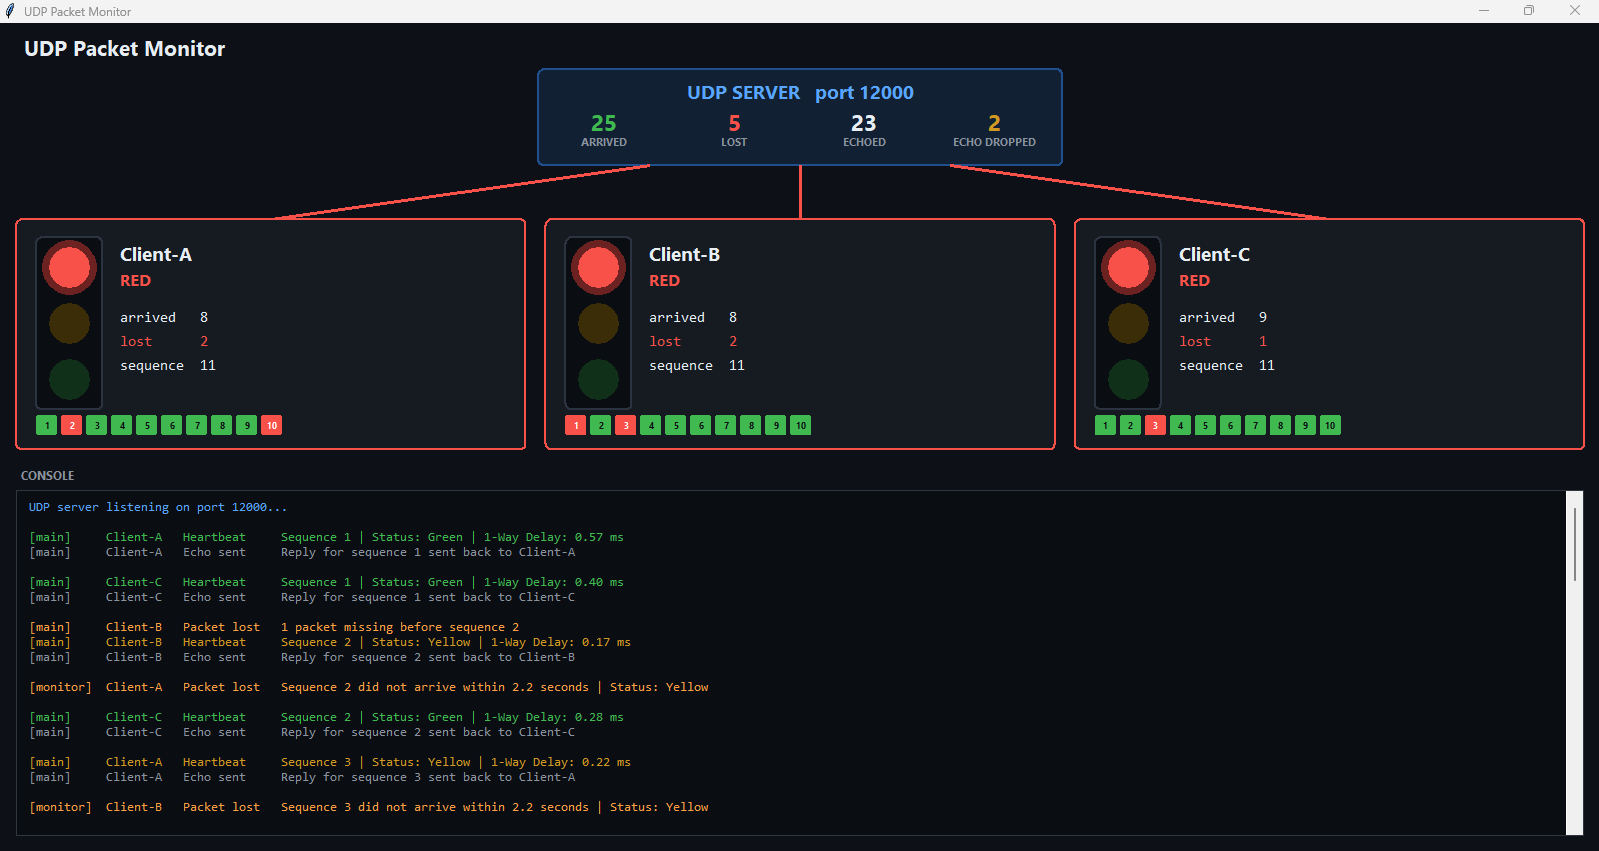 UDP Packet Monitor
UDP Packet Monitor
UDP SERVER port 12000
25 5 23 2
ARRIVED LOST ECHOED ECHO DROPPED
Client-A
RED
arrived 8
lost 2
sequence 11
1 2 3 4 5 6 7 8 9 10
Client-B
RED
arrived 8
lost 2
sequence 11
1 2 3 4 5 6 7 8 9 10
Client-C
RED
arrived 9
lost 1
sequence 11
1 2 3 4 5 6 7 8 9 10
CONSOLE
UDP server listening on port 12000...
[main] Client-A Heartbeat Sequence 1 | Status: Green | 1-Way Delay: 0.57 ms
[main] Client-A Echo sent Reply for sequence 1 sent back to Client-A
[main] Client-C Heartbeat Sequence 1 | Status: Green | 1-Way Delay: 0.40 ms
[main] Client-C Echo sent Reply for sequence 1 sent back to Client-C
[main] Client-B Packet lost 1 packet missing before sequence 2
[main] Client-B Heartbeat Sequence 2 | Status: Yellow | 1-Way Delay: 0.17 ms
[main] Client-B Echo sent Reply for sequence 2 sent back to Client-B
[monitor] Client-A Packet lost Sequence 2 did not arrive within 2.2 seconds | Status: Yellow
[main] Client-C Heartbeat Sequence 2 | Status: Green | 1-Way Delay: 0.28 ms
[main] Client-C Echo sent Reply for sequence 2 sent back to Client-C
[main] Client-A Heartbeat Sequence 3 | Status: Yellow | 1-Way Delay: 0.22 ms
[main] Client-A Echo sent Reply for sequence 3 sent back to Client-A
[monitor] Client-B Packet lost Sequence 3 did not arrive within 2.2 seconds | Status: Yellow